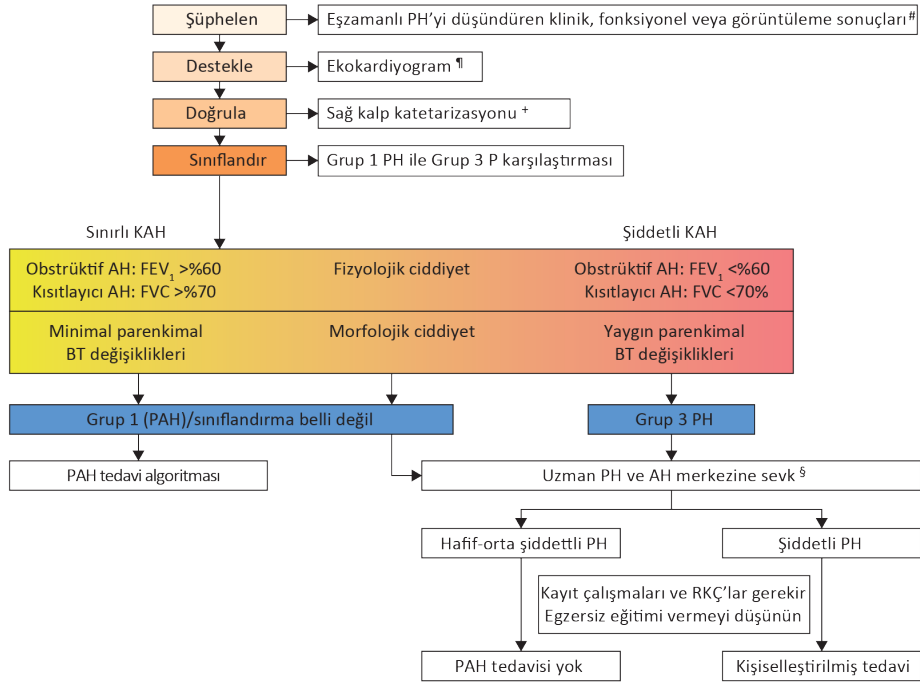 Şüphelen
Eşzamanlı PH’yi düşündüren klinik, fonksiyonel veya görüntüleme sonuçları#
Destekle
Ekokardiyogram ¶
Doğrula
Sağ kalp katetarizasyonu +
Sınıflandır
Grup 1 PH ile Grup 3 P karşılaştırması
Sınırlı KAH
Şiddetli KAH
Obstrüktif AH: FEV1 >%60
Kısıtlayıcı AH: FVC >%70
Fizyolojik ciddiyet
Obstrüktif AH: FEV1 <%60
Kısıtlayıcı AH: FVC <70%
Minimal parenkimal
BT değişiklikleri
Morfolojik ciddiyet
Yaygın parenkimal
BT değişiklikleri
Grup 1 (PAH)/sınıflandırma belli değil
Grup 3 PH
PAH tedavi algoritması
Uzman PH ve AH merkezine sevk §
Hafif-orta şiddettli PH
Şiddetli PH
Kayıt çalışmaları ve RKÇ’lar gerekir
Egzersiz eğitimi vermeyi düşünün
PAH tedavisi yok
Kişiselleştirilmiş tedavi